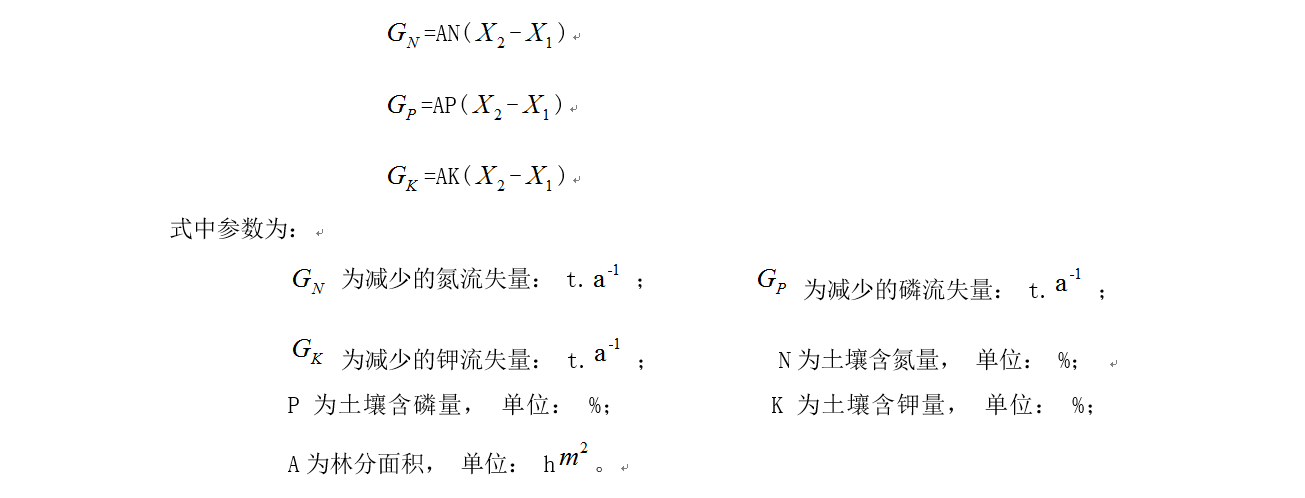 G_N=AN(X_2-X_1)↵
G_P=AP(X_2-X_1)↵
G_K=AK(X_2-X_1)↵
式中参数为：↵
G_N 为减少的氮流失量： t.a^-1 ； G_P 为减少的磷流失量： t.a^-1 ；
G_K 为减少的钾流失量： t.a^-1 ； N为土壤含氮量， 单位： %；↵
P 为土壤含磷量， 单位： %； K 为土壤含钾量， 单位： %；
A为林分面积， 单位： hm^2。↵